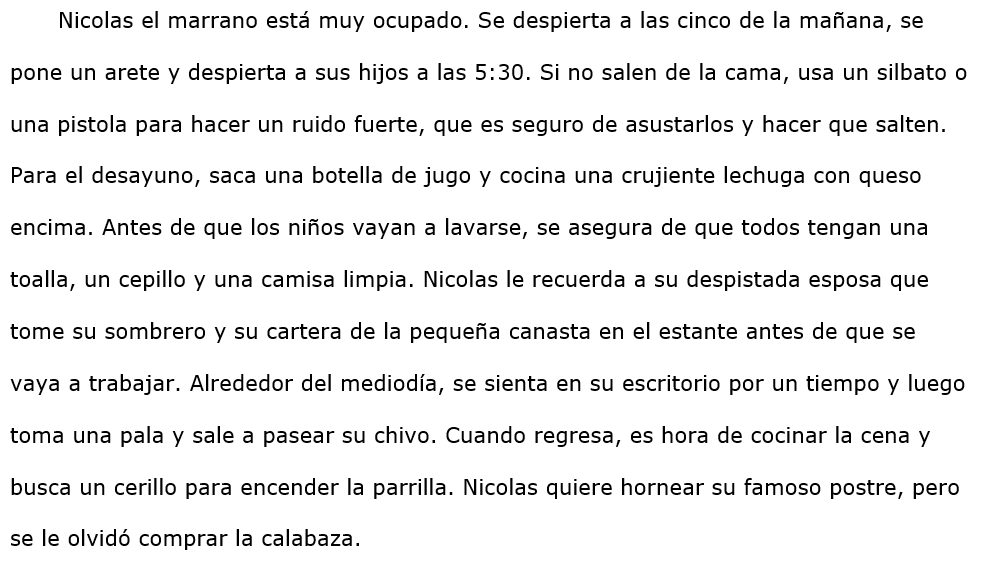 Nicolas el marrano está muy ocupado. Se despierta a las cinco de la mañana, se
pone un arete y despierta a sus hijos a las 5:30. Si no salen de la cama, usa un silbato o
una pistola para hacer un ruido fuerte, que es seguro de asustarlos y hacer que salten.
Para el desayuno, saca una botella de jugo y cocina una crujiente lechuga con queso
encima. Antes de que los niños vayan a lavarse, se asegura de que todos tengan una
toalla, un cepillo y una camisa limpia. Nicolas le recuerda a su despistada esposa que
tome su sombrero y su cartera de la pequeña canasta en el estante antes de que se
vaya a trabajar. Alrededor del mediodía, se sienta en su escritorio por un tiempo y luego
toma una pala y sale a pasear su chivo. Cuando regresa, es hora de cocinar la cena y
busca un cerillo para encender la parrilla. Nicolas quiere hornear su famoso postre, pero
se le olvidó comprar la calabaza.